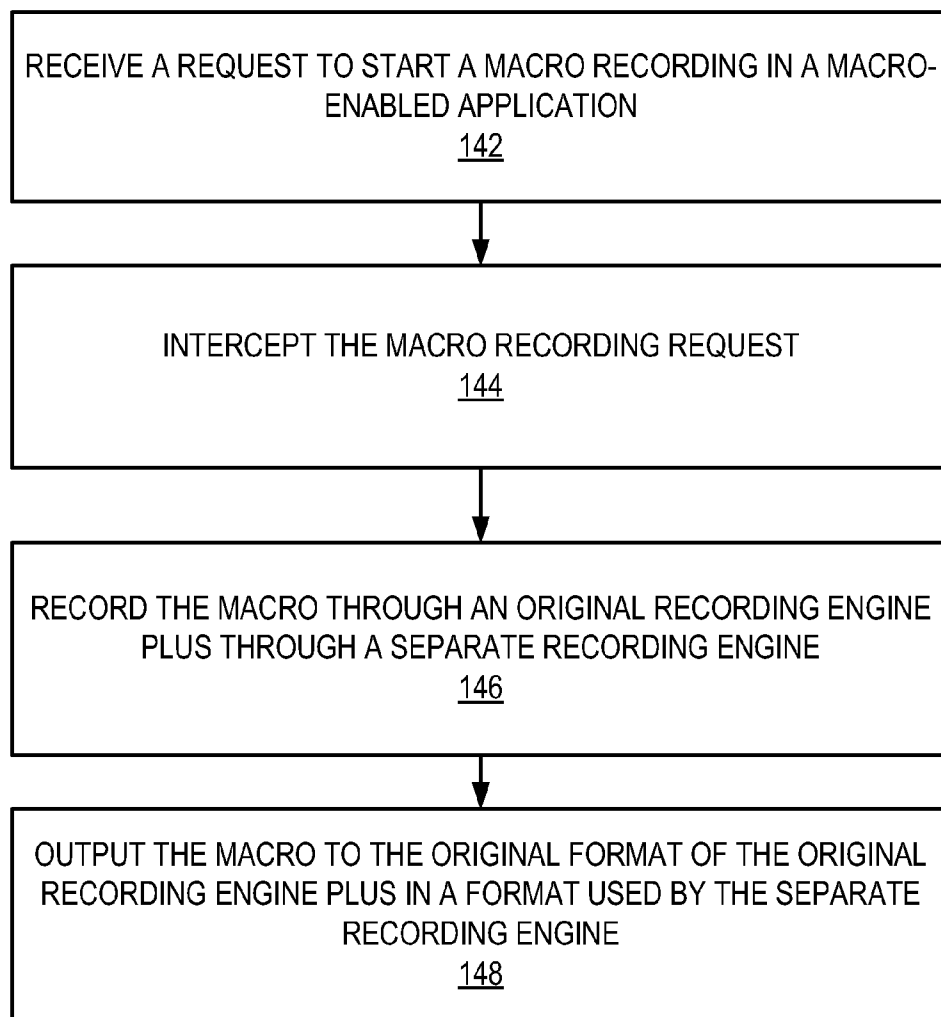 RECEIVE A REQUEST TO START A MACRO RECORDING IN A MACRO-
ENABLED APPLICATION
142
INTERCEPT THE MACRO RECORDING REQUEST
144
RECORD THE MACRO THROUGH AN ORIGINAL RECORDING ENGINE
PLUS THROUGH A SEPARATE RECORDING ENGINE
146
OUTPUT THE MACRO TO THE ORIGINAL FORMAT OF THE ORIGINAL
RECORDING ENGINE PLUS IN A FORMAT USED BY THE SEPARATE
RECORDING ENGINE
148